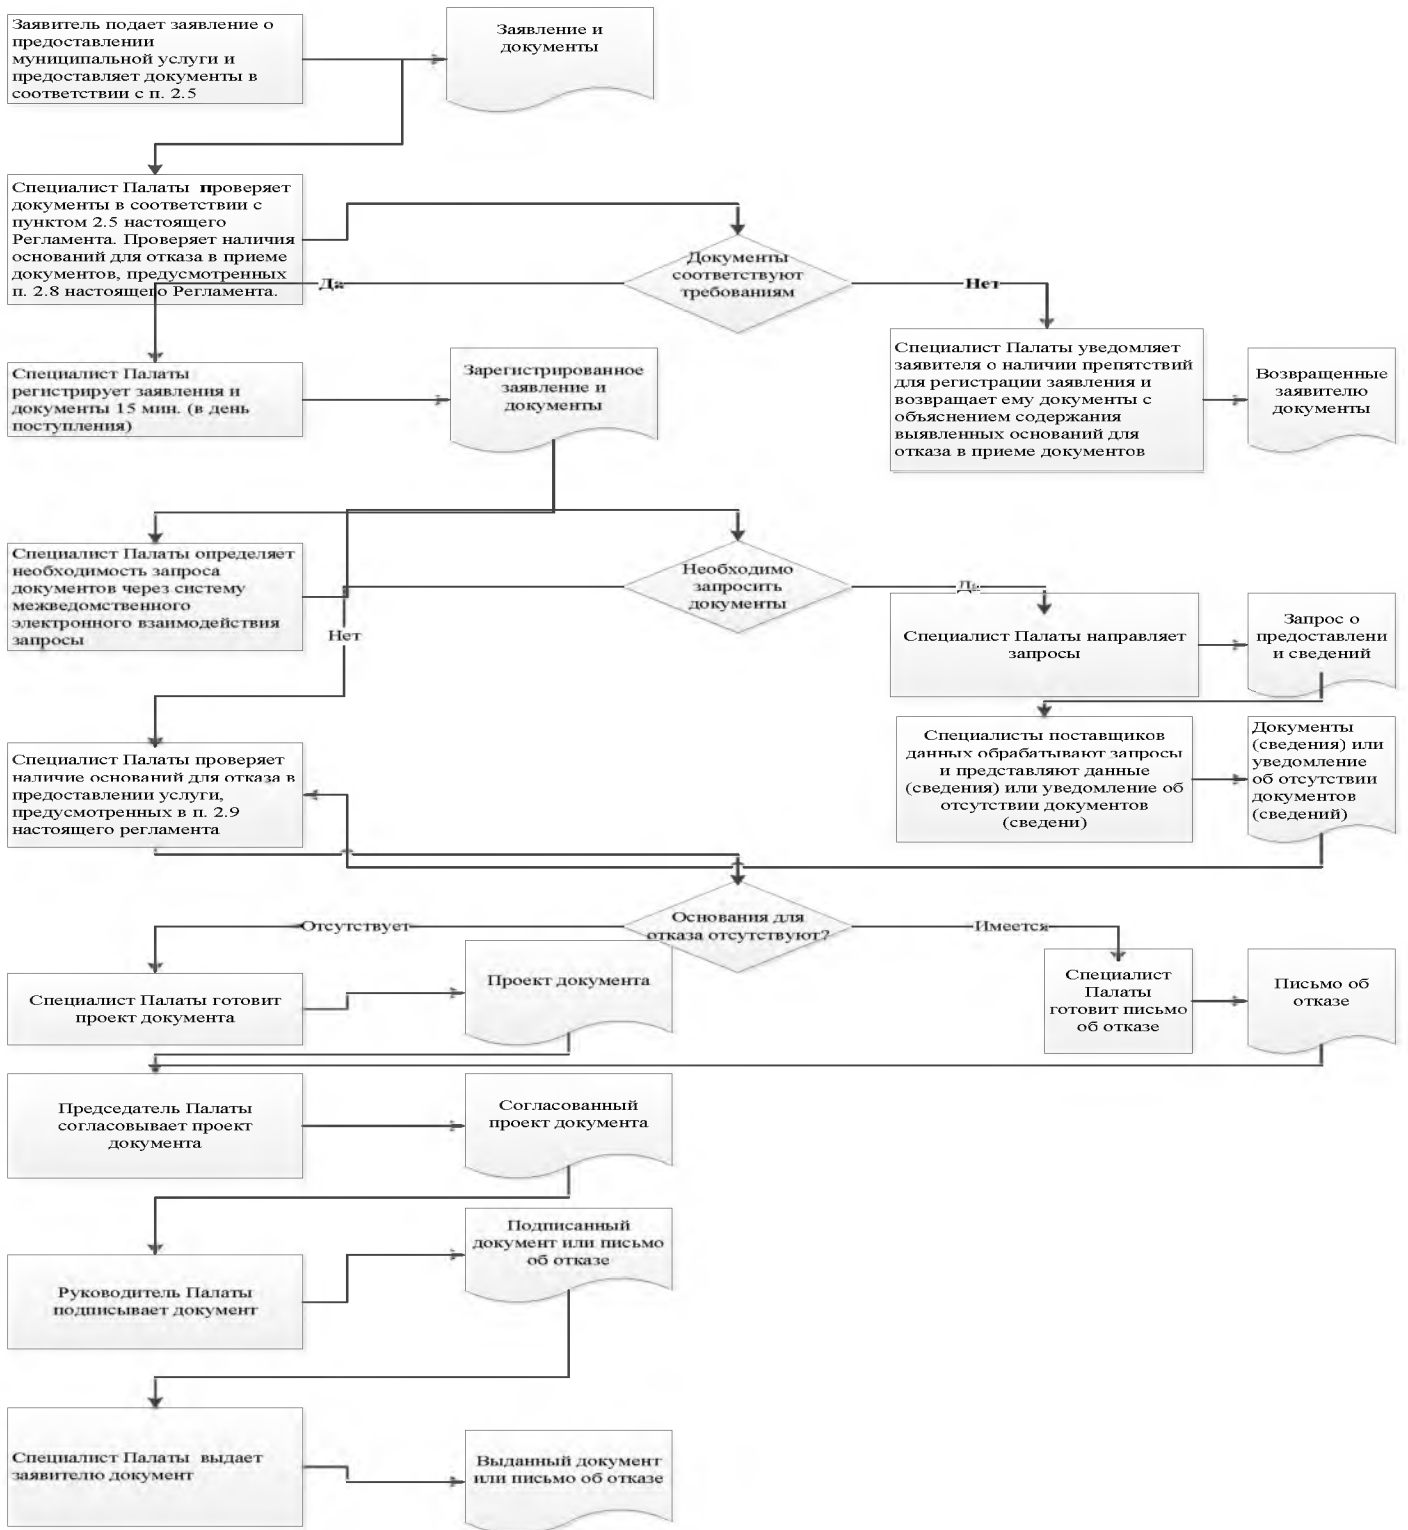 Заявитель подает заявление о
предоставлении
муниципальной услуги и
предоставляет документы в
соответствии с п. 2.5
Заявление и
документы
Специалист Палаты проверяет
документы в соответствии с
пунктом 2.5 настоящего
Регламента. Проверяет наличия
оснований для отказа в приеме
документов, предусмотренных
п. 2.8 настоящего Регламента.
Документы
соответствуют
требованиям
Да
Нет
Специалист Палаты
регистрирует заявления и
документы 15 мин. (в день
поступления)
Зарегистрированное
заявление и
документы
Специалист Палаты уведомляет
заявителя о наличии препятствий
для регистрации заявления и
возвращает ему документы с
объяснением содержания
выявленных оснований для
отказа в приеме документов
Возвращенные
заявителю
документы
Специалист Палаты определяет
необходимость запроса
документов через систему
межведомственного
электронного взаимодействия
запросы
Необходимо
запросить
документы
Нет
Да
Специалист Палаты направляет
запросы
Запрос о
предоставлени
и сведений
Специалист Палаты проверяет
наличие оснований для отказа в
предоставлении услуги,
предусмотренных в п. 2.9
настоящего регламента
Специалисты поставщиков
данных обрабатывают запросы
и представляют данные
(сведения) или уведомление об
отсутствии документов
(сведени)
Документы
(сведения) или
уведомление
об отсутствии
документов
(сведений)
Основания для
отказа отсутствуют?
Отсутствует
Имеется
Специалист Палаты готовит
проект документа
Проект документа
Специалист
Палаты
готовит письмо
об отказе
Письмо об
отказе
Председатель Палаты
согласовывает проект
документа
Согласованный
проект документа
Руководитель Палаты
подписывает документ
Подписанный
документ или письмо
об отказе
Специалист Палаты выдает
заявителю документ
Выданный документ
или письмо об отказе